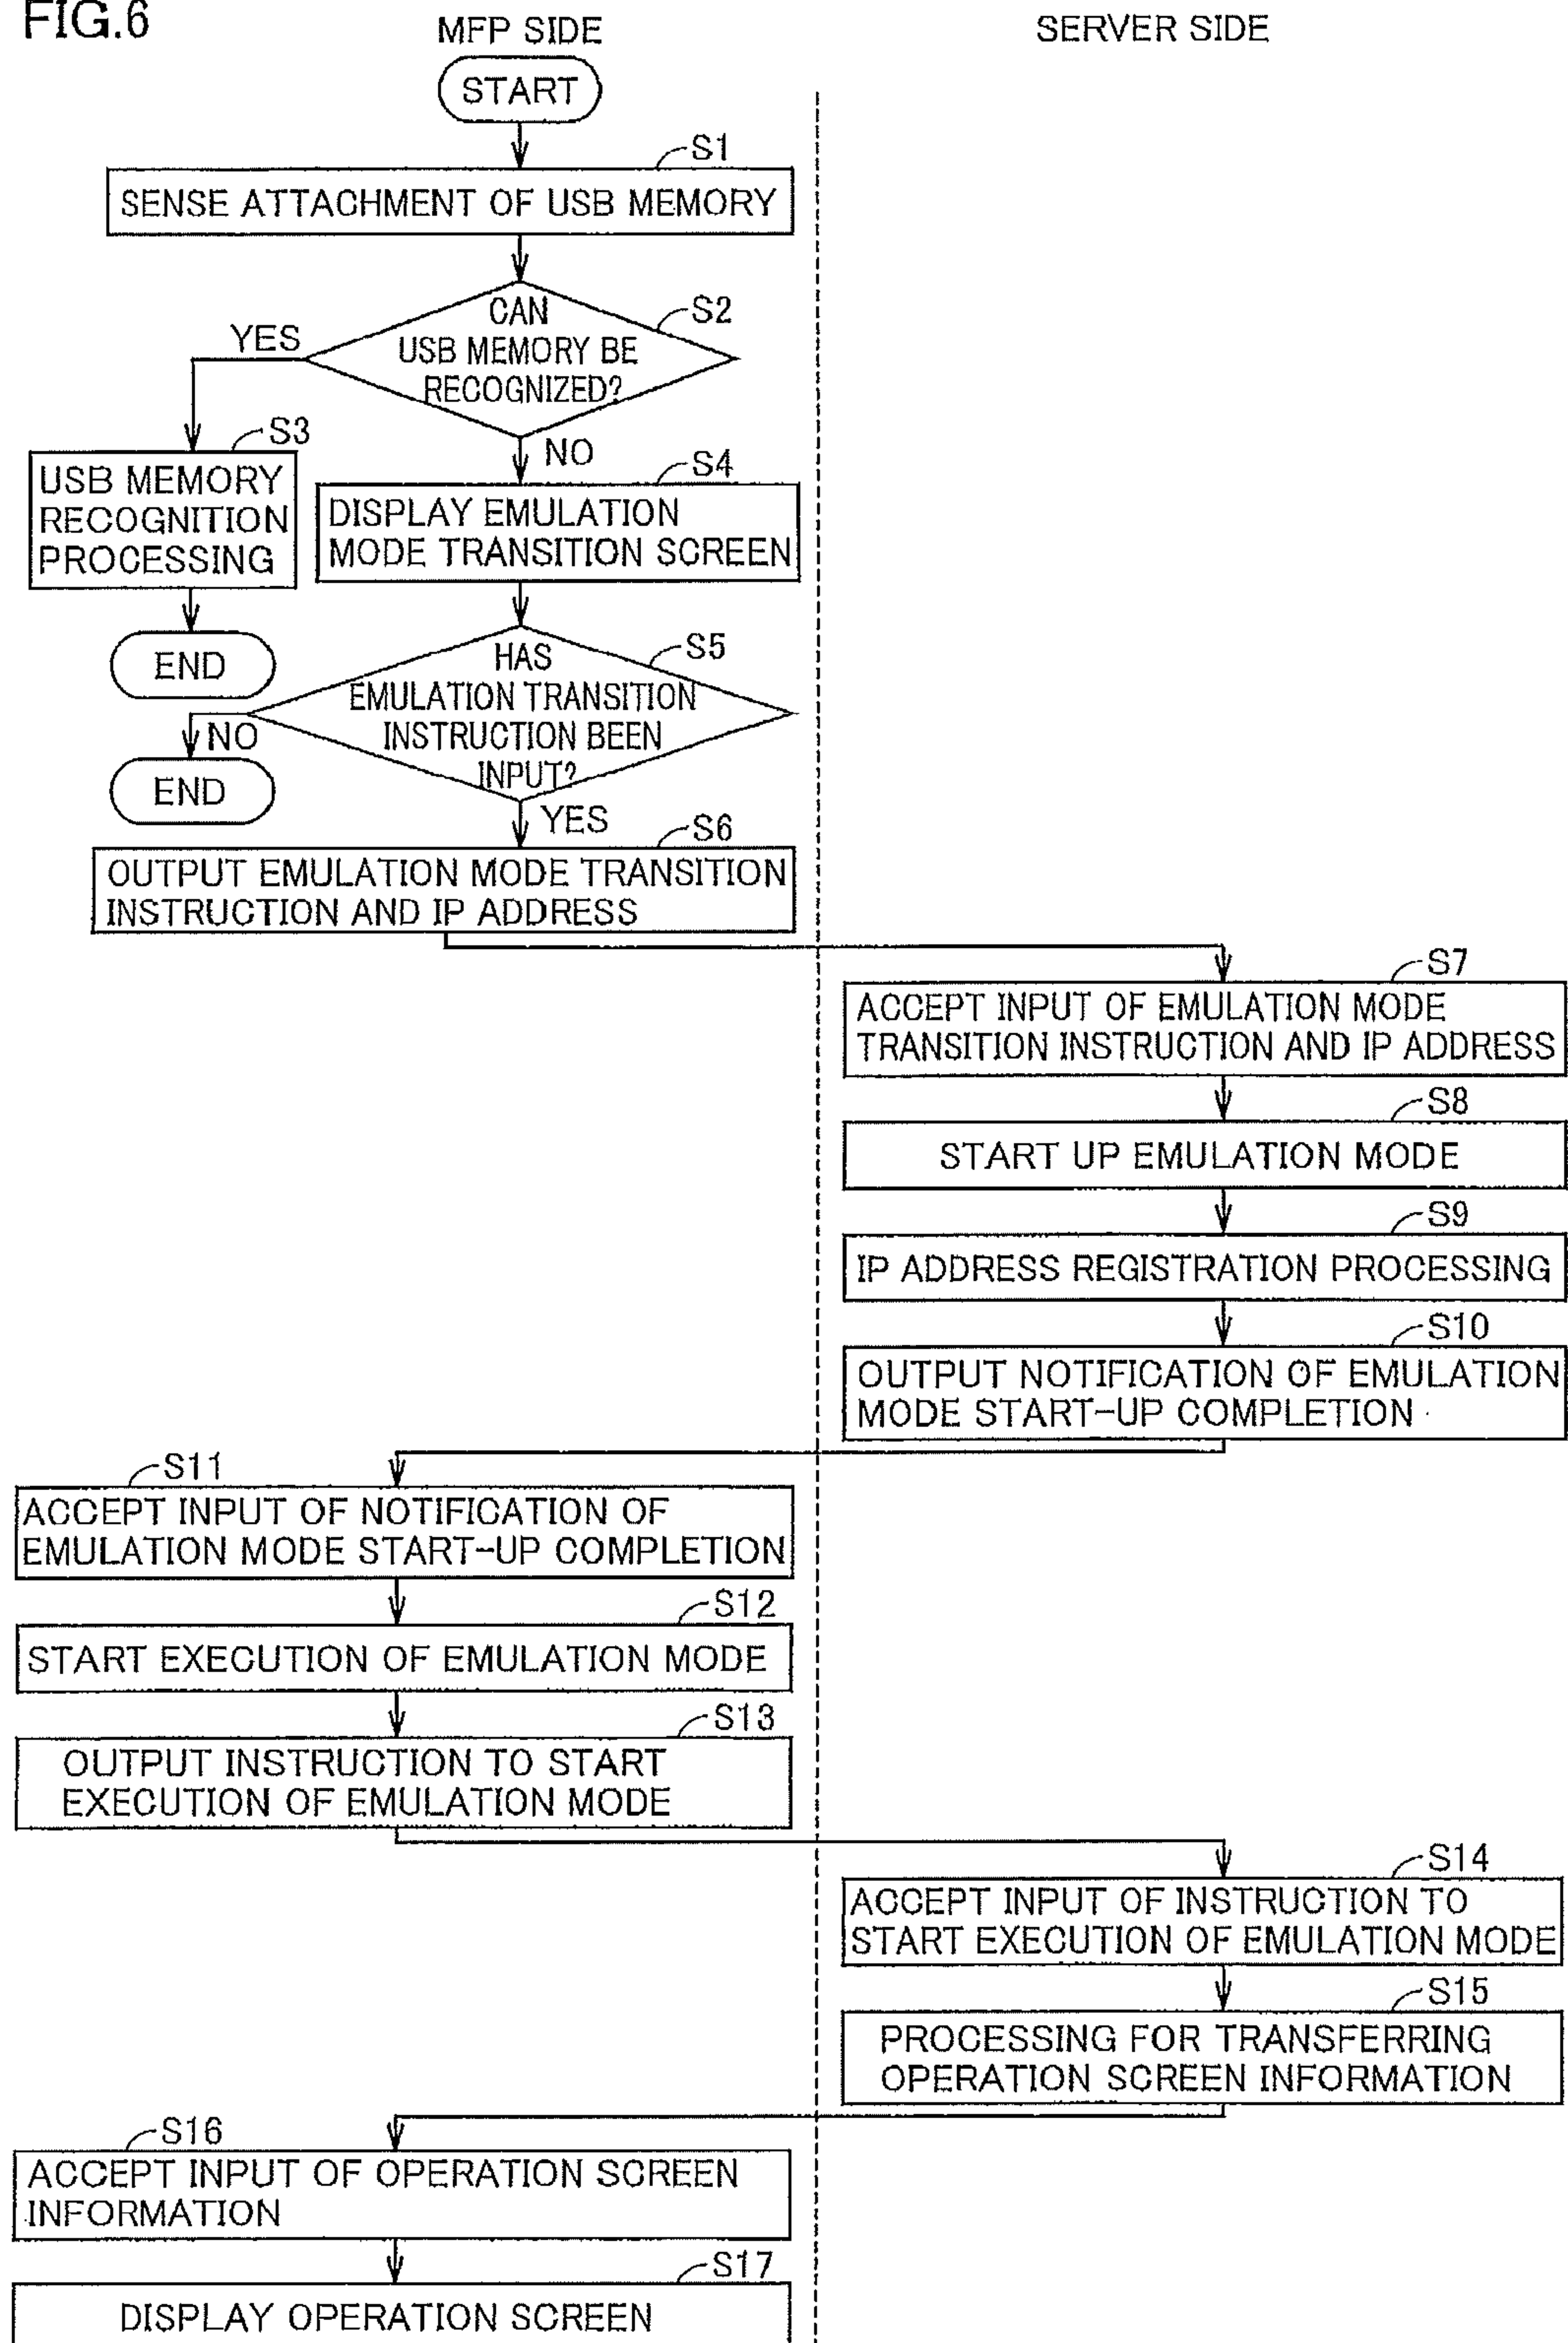 FIG.6
MFP SIDE
SERVER SIDE
START
S1
SENSE ATTACHMENT OF USB MEMORY
S2
CAN
USB MEMORY BE
RECOGNIZED?
YES
NO
S3
USB MEMORY
RECOGNITION
PROCESSING
END
S4
DISPLAY EMULATION
MODE TRANSITION SCREEN
S5
HAS
EMULATION TRANSITION
INSTRUCTION BEEN
INPUT?
NO
END
YES
S6
OUTPUT EMULATION MODE TRANSITION
INSTRUCTION AND IP ADDRESS
S7
ACCEPT INPUT OF EMULATION MODE
TRANSITION INSTRUCTION AND IP ADDRESS
S8
START UP EMULATION MODE
S9
IP ADDRESS REGISTRATION PROCESSING
S10
OUTPUT NOTIFICATION OF EMULATION
MODE START-UP COMPLETION
S11
ACCEPT INPUT OF NOTIFICATION OF
EMULATION MODE START-UP COMPLETION
S12
START EXECUTION OF EMULATION MODE
S13
OUTPUT INSTRUCTION TO START
EXECUTION OF EMULATION MODE
S14
ACCEPT INPUT OF INSTRUCTION TO
START EXECUTION OF EMULATION MODE
S15
PROCESSING FOR TRANSFERRING
OPERATION SCREEN INFORMATION
S16
ACCEPT INPUT OF OPERATION SCREEN
INFORMATION
S17
DISPLAY OPERATION SCREEN